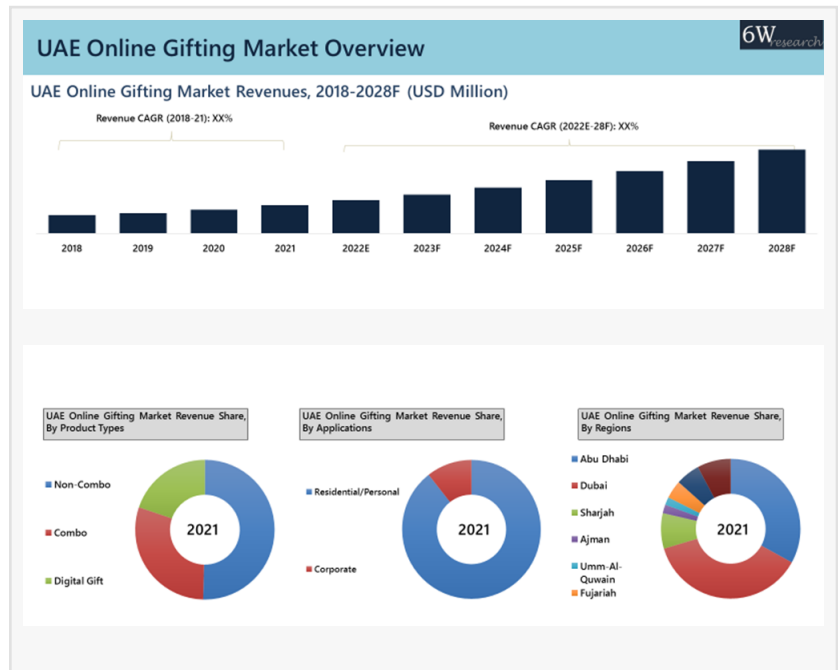 UAE Online Gifting Market Overview
6Wresearch
UAE Online Gifting Market Revenues, 2018-2028F (USD Million)
Revenue CAGR (2018-21): XX%
Revenue CAGR (2022E-28F): XX%
2018 2019 2020 2021 2022E 2023F 2024F 2025F 2026F 2027F 2028F
UAE Online Gifting Market Revenue Share,
By Product Types
Non-Combo
Combo
Digital Gift
2021
UAE Online Gifting Market Revenue Share,
By Applications
Residential/Personal
Corporate
2021
UAE Online Gifting Market Revenue Share,
By Regions
Abu Dhabi
Dubai
Sharjah
Ajman
Umm-Al-
Quwain
Fujariah
2021